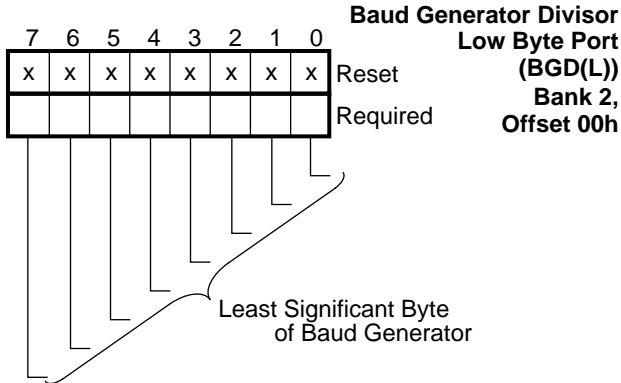 Baud Generator Divisor
Low Byte Port
(BGD(L))
Bank 2,
Offset 00h
7 6 5 4 3 2 1 0
x x x x x x x x Reset
Required
Least Significant Byte
of Baud Generator